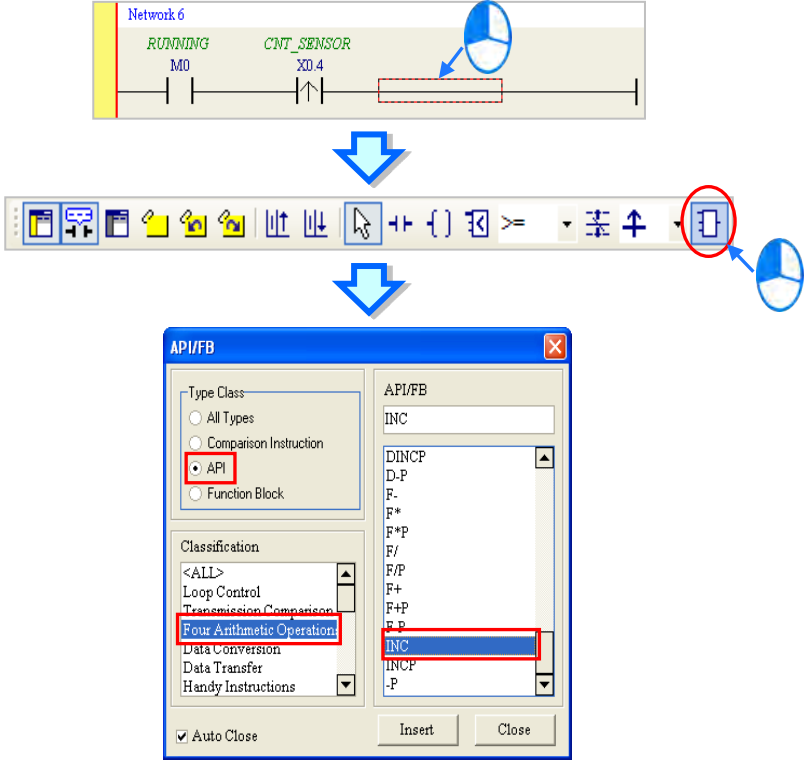 Network 6
RUNNING CNT_SENSOR
M0 X0.4
>=
API/FB
Type Class
All Types
Comparison Instruction
API
Function Block
Classification
<ALL>
Loop Control
Transmission Comparison
Four Arithmetic Operations
Data Conversion
Data Transfer
Handy Instructions
Auto Close
API/FB
INC
DINCP
D-P
F-
F*
F*P
F/
F/P
F+
F+P
F-P
INC
INCP
-P
Insert Close